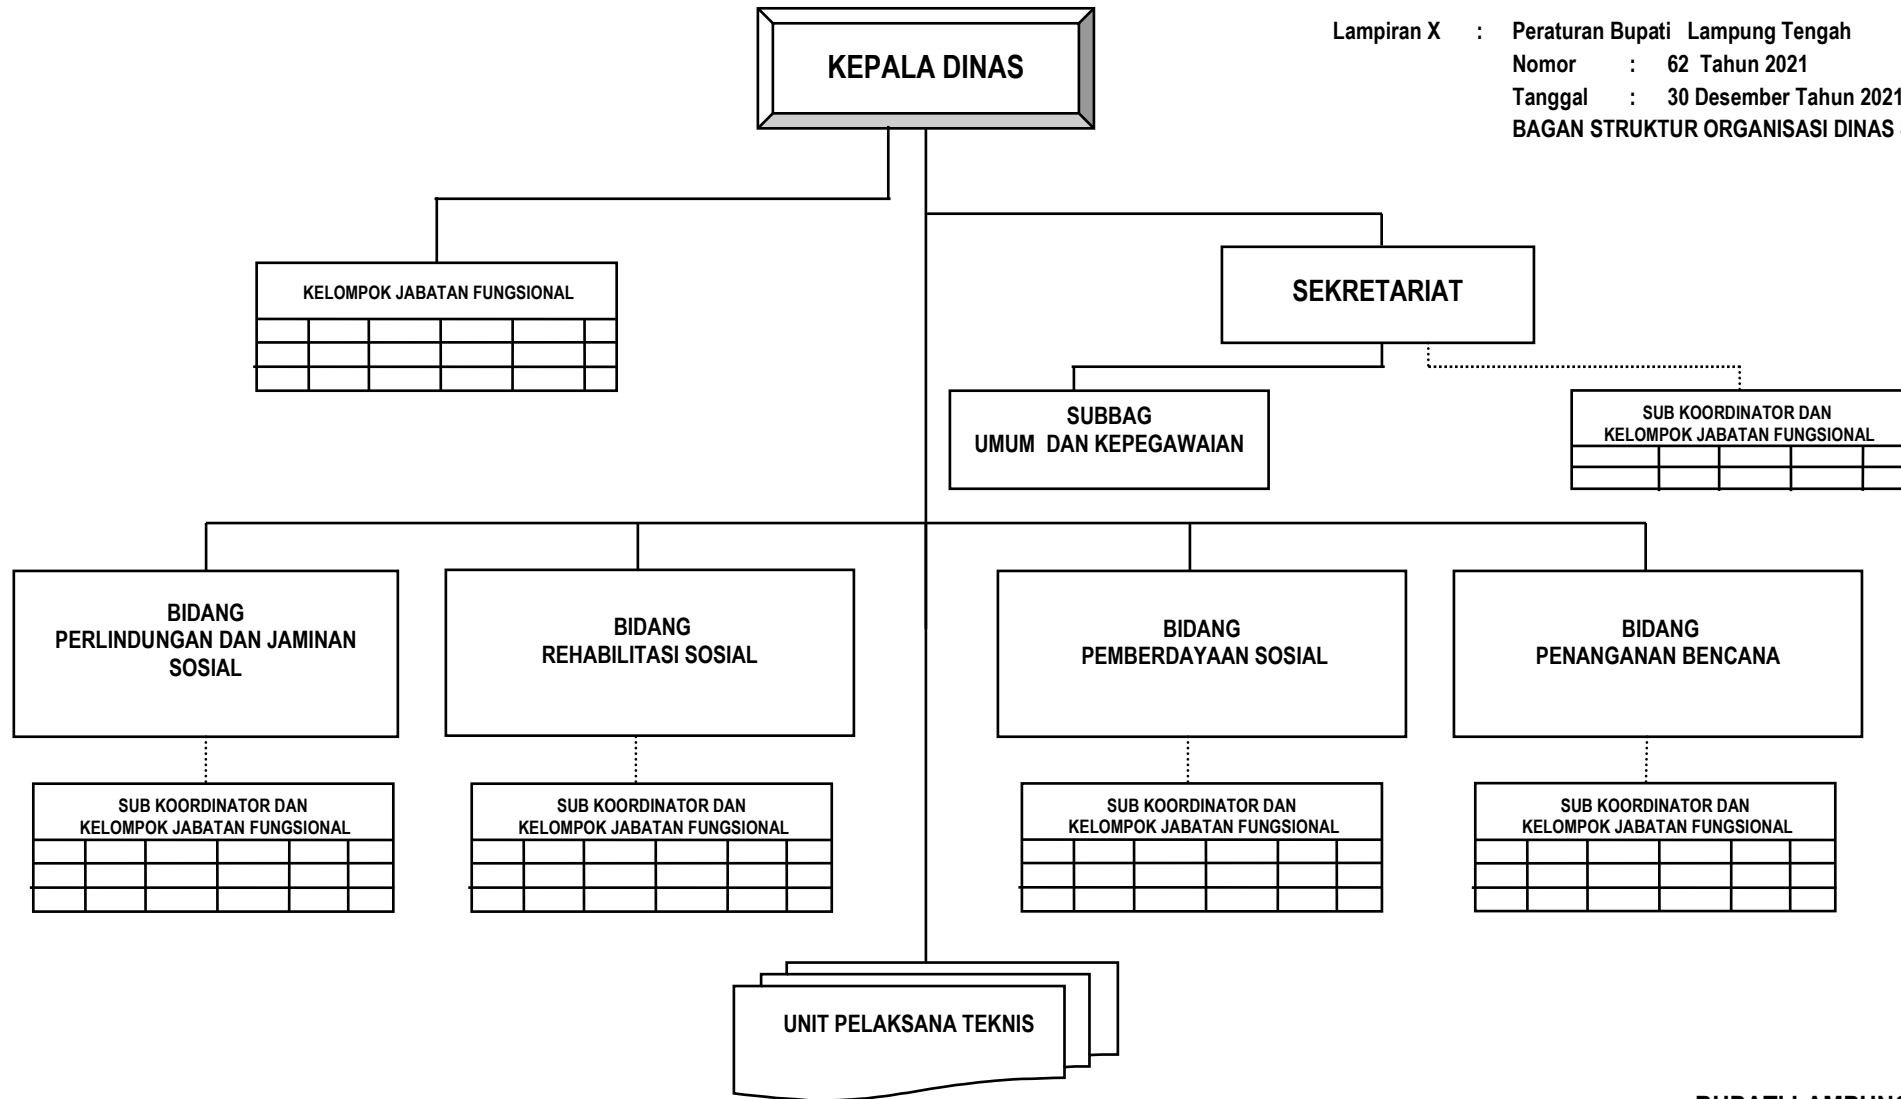 KEPALA DINAS
Lampiran X : Peraturan Bupati Lampung Tengah
Nomor : 62 Tahun 2021
Tanggal : 30 Desember Tahun 2021
BAGAN STRUKTUR ORGANISASI DINAS
KELOMPOK JABATAN FUNGSIONAL
SEKRETARIAT
SUBBAG
UMUM DAN KEPEGAWAIAN
SUB KOORDINATOR DAN
KELOMPOK JABATAN FUNGSIONAL
BIDANG
PERLINDUNGAN DAN JAMINAN
SOSIAL
BIDANG
REHABILITASI SOSIAL
BIDANG
PEMBERDAYAAN SOSIAL
BIDANG
PENANGANAN BENCANA
SUB KOORDINATOR DAN
KELOMPOK JABATAN FUNGSIONAL
SUB KOORDINATOR DAN
KELOMPOK JABATAN FUNGSIONAL
SUB KOORDINATOR DAN
KELOMPOK JABATAN FUNGSIONAL
SUB KOORDINATOR DAN
KELOMPOK JABATAN FUNGSIONAL
UNIT PELAKSANA TEKNIS
BUPATI LAMPUNG